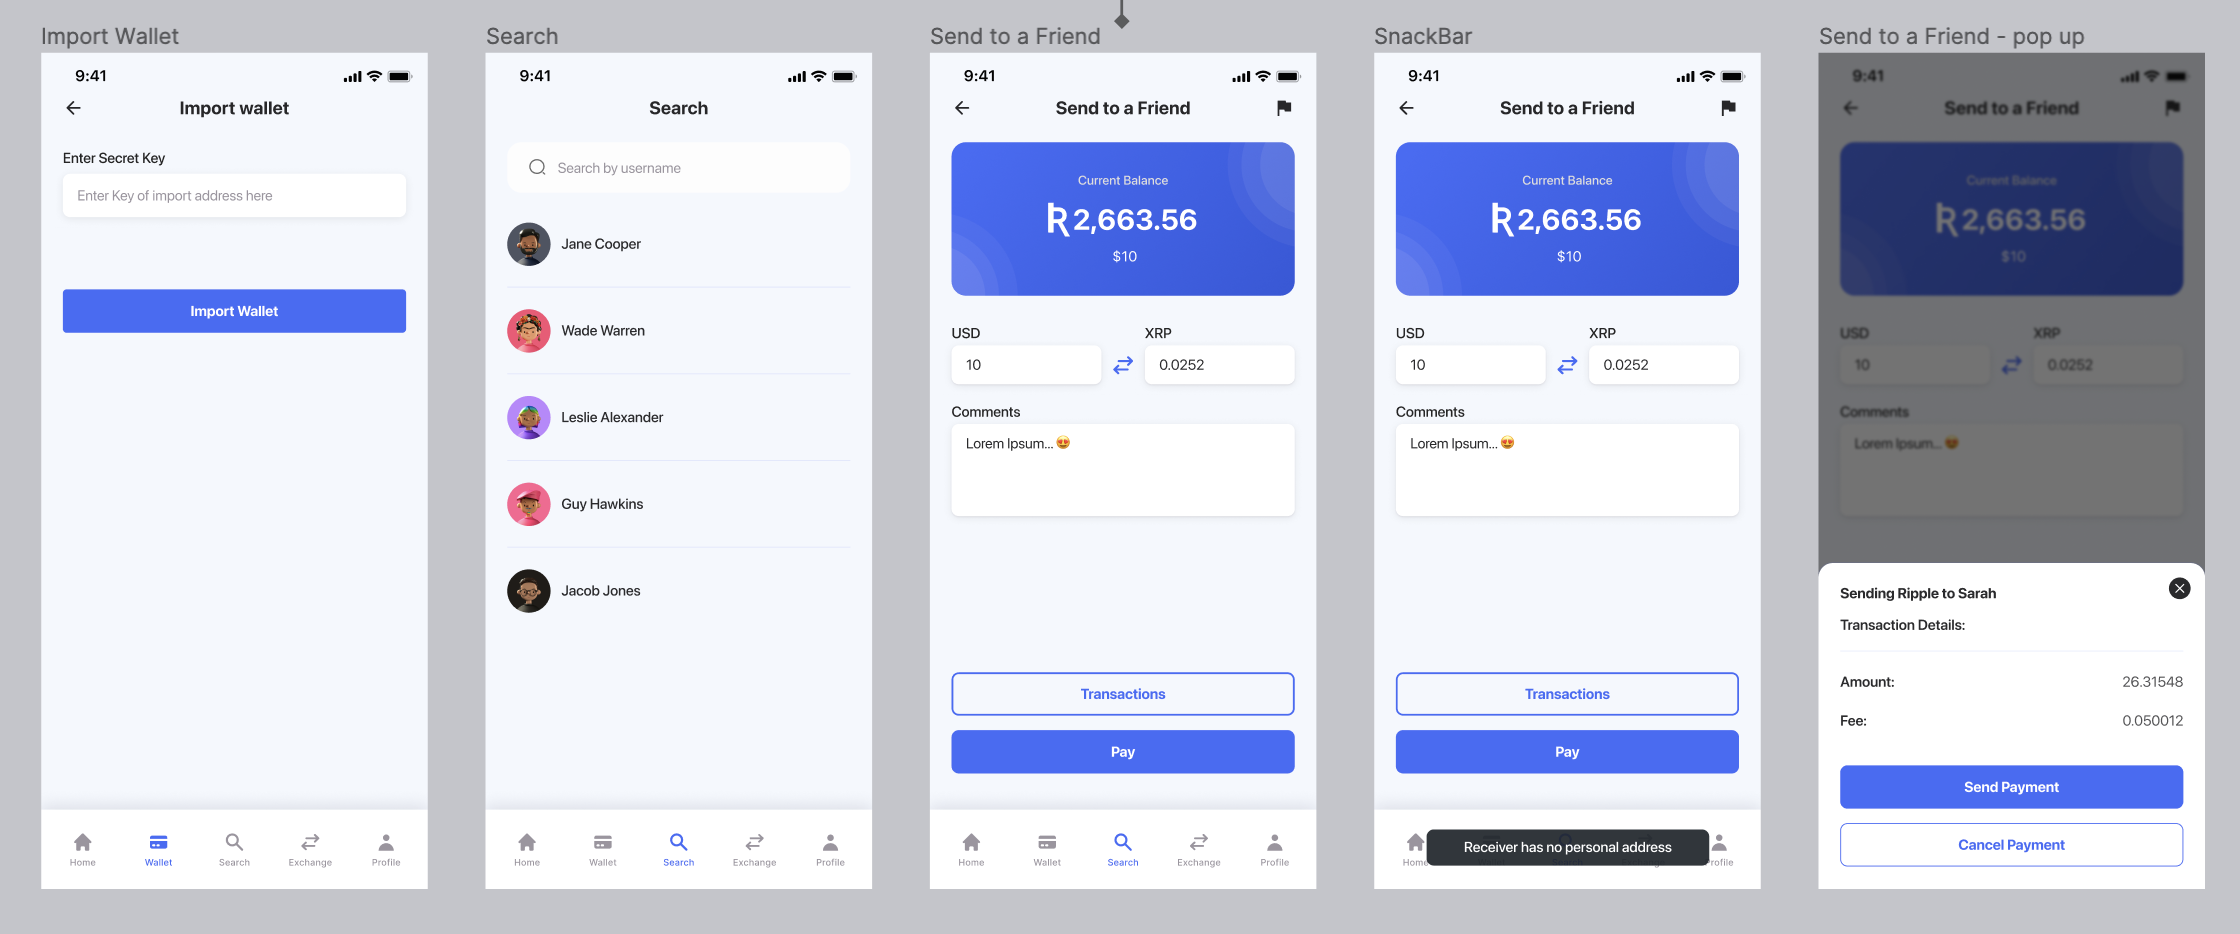 Import Wallet
9:41
Import wallet
Enter Secret Key
Enter Key of import address here
Import Wallet
Home
Wallet
Search
Exchange
Profile
Search
9:41
Search
Search by username
Jane Cooper
Wade Warren
Leslie Alexander
Guy Hawkins
Jacob Jones
Home
Wallet
Search
Exchange
Profile
Send to a Friend
9:41
Send to a Friend
Current Balance
R2,663.56
$10
USD
XRP
10
0.0252
Comments
Lorem Ipsum... 😍
Transactions
Pay
Home
Wallet
Search
Exchange
Profile
SnackBar
9:41
Send to a Friend
Current Balance
R2,663.56
$10
USD
XRP
10
0.0252
Comments
Lorem Ipsum... 😍
Transactions
Pay
Home
Receiver has no personal address
rofile
Send to a Friend - pop up
9:41
Send to a Friend
Current Balance
R2,663.56
$10
USD
XRP
10
0.0252
Comments
Lorem Ipsum... 😍
Sending Ripple to Sarah
Transaction Details:
Amount:
26.31548
Fee:
0.050012
Send Payment
Cancel Payment